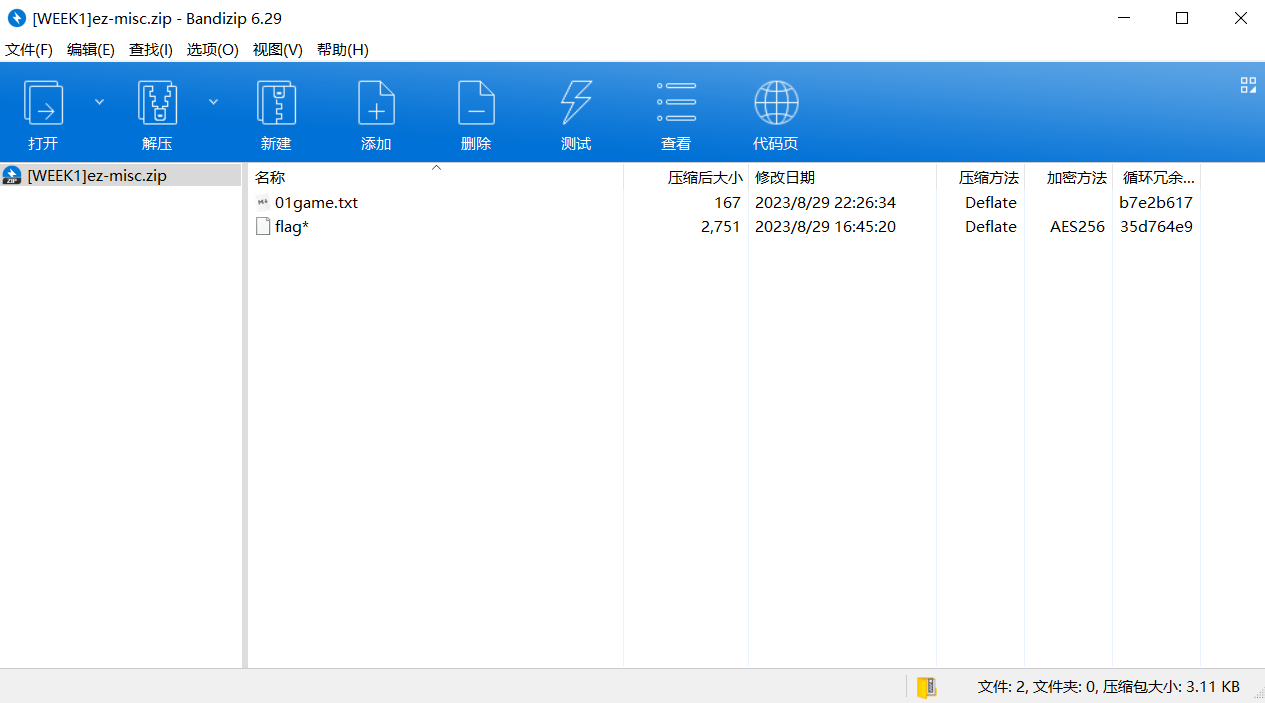 [WEEK1]ez-misc.zip - Bandizip 6.29
文件(F) 编辑(E) 查找(I) 选项(O) 视图(V) 帮助(H)
打开 解压 新建 添加 删除 测试 查看 代码页
[WEEK1]ez-misc.zip
名称 压缩后大小 修改日期 压缩方法 加密方法 循环冗余...
01game.txt 167 2023/8/29 22:26:34 Deflate b7e2b617
flag* 2,751 2023/8/29 16:45:20 Deflate AES256 35d764e9
文件: 2, 文件夹: 0, 压缩包大小: 3.11 KB